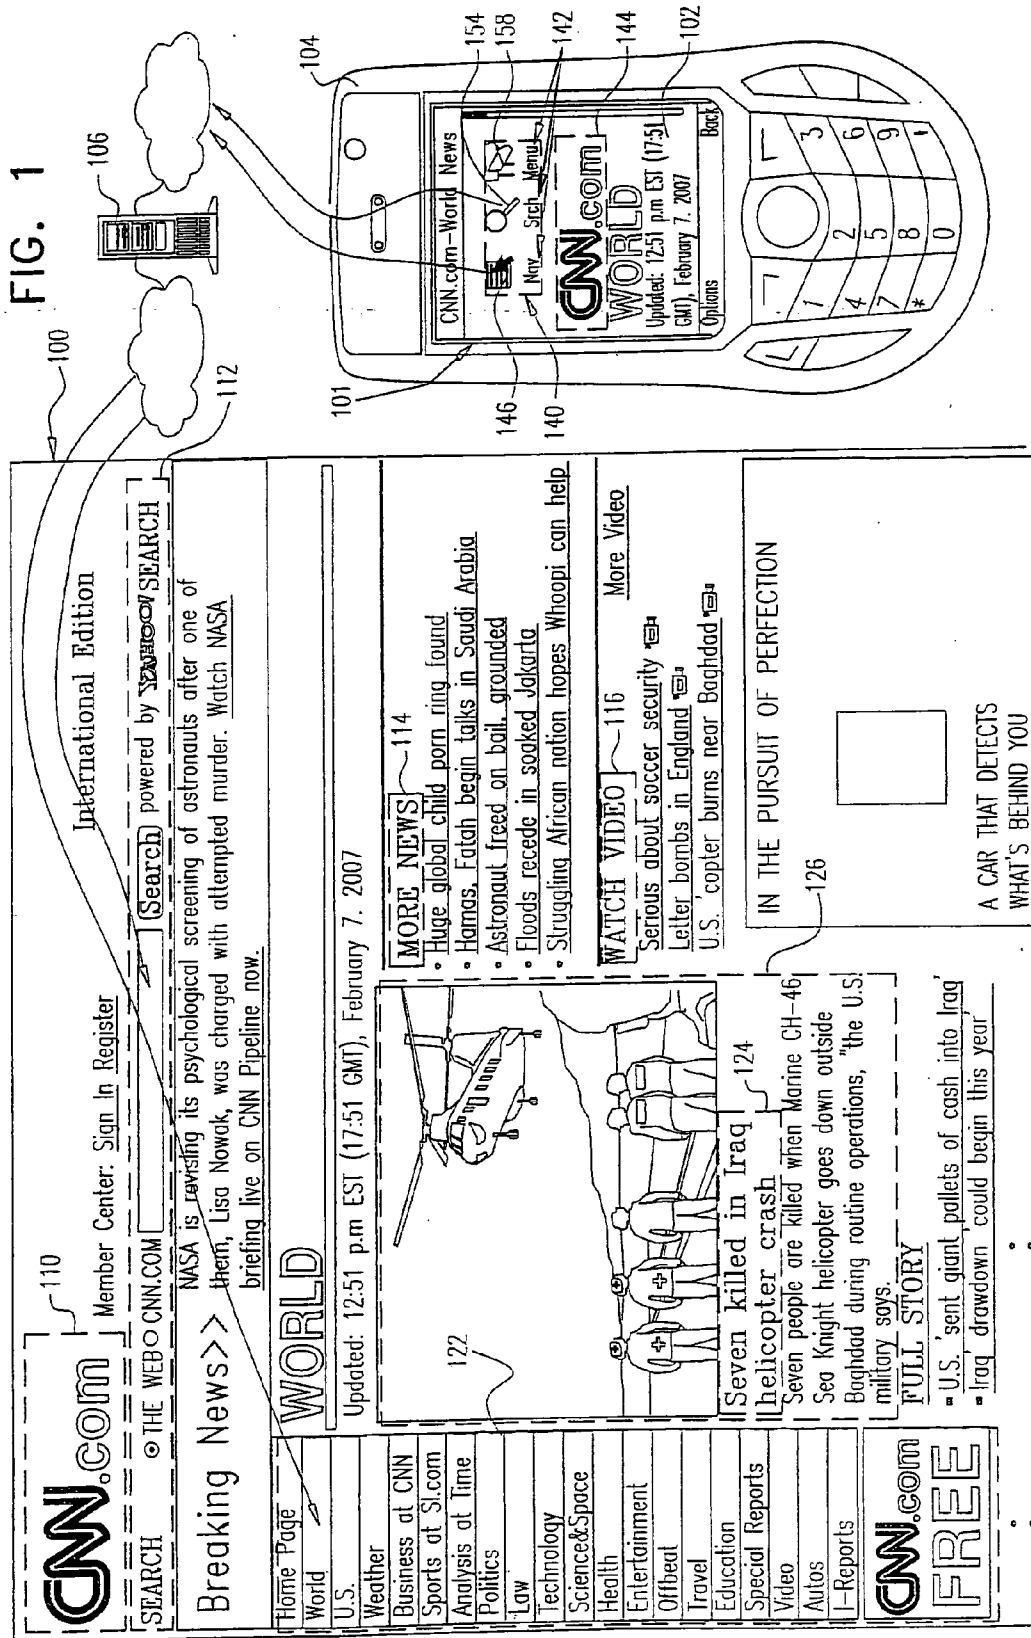 FIG. 1
100
106
110
CNN.com
Member Center: Sign In Register
International Edition
SEARCH
THE WEB
CNN.COM
Search powered by YAHOO! SEARCH
112
Breaking News>>
NASA is revising its psychological screening of astronauts after one of
them, Lisa Nowak, was charged with attempted murder. Watch NASA
briefing live on CNN Pipeline now.
Home Page
World
U.S.
Weather
Business at CNN
Sports at SI.com
Analysis at Time
Politics
Law
Technology
Science&Space
Health
Entertainment
Offbeat
Travel
Education
Special Reports
Video
Autos
I-Reports
CNN.com
FREE
122
WORLD
Updated: 12:51 p.m EST (17:51 GMT), February 7. 2007
Seven killed in Iraq
helicopter crash
124
Seven people are killed when Marine CH-46
Sea Knight helicopter goes down outside
Baghdad during routine operations, "the U.S.
military says.
FULL STORY
U.S. 'sent giant pallets of cash into Iraq'
Iraq' drawdown 'could begin this year'
126
MORE NEWS
114
Huge global child porn ring found
Hamas, Fatah begin talks in Saudi Arabia
Astronaut freed on bail, grounded
Floods recede in soaked Jakarta
Struggling African nation hopes Whoopi can help
WATCH VIDEO
116
More Video
Serious about soccer security
Letter bombs in England
U.S. 'copter burns near Baghdad
IN THE PURSUIT OF PERFECTION
A CAR THAT DETECTS
WHAT'S BEHIND YOU
104
154
158
142
144
102
101
146
140
CNN.com-World News
Nav
Srch
Menu
CNN.com
WORLD
Updated: 12:51 p.m EST (17:51
GMT), February 7. 2007
Options
Back
1
2
3
4
5
6
7
8
9
*
0